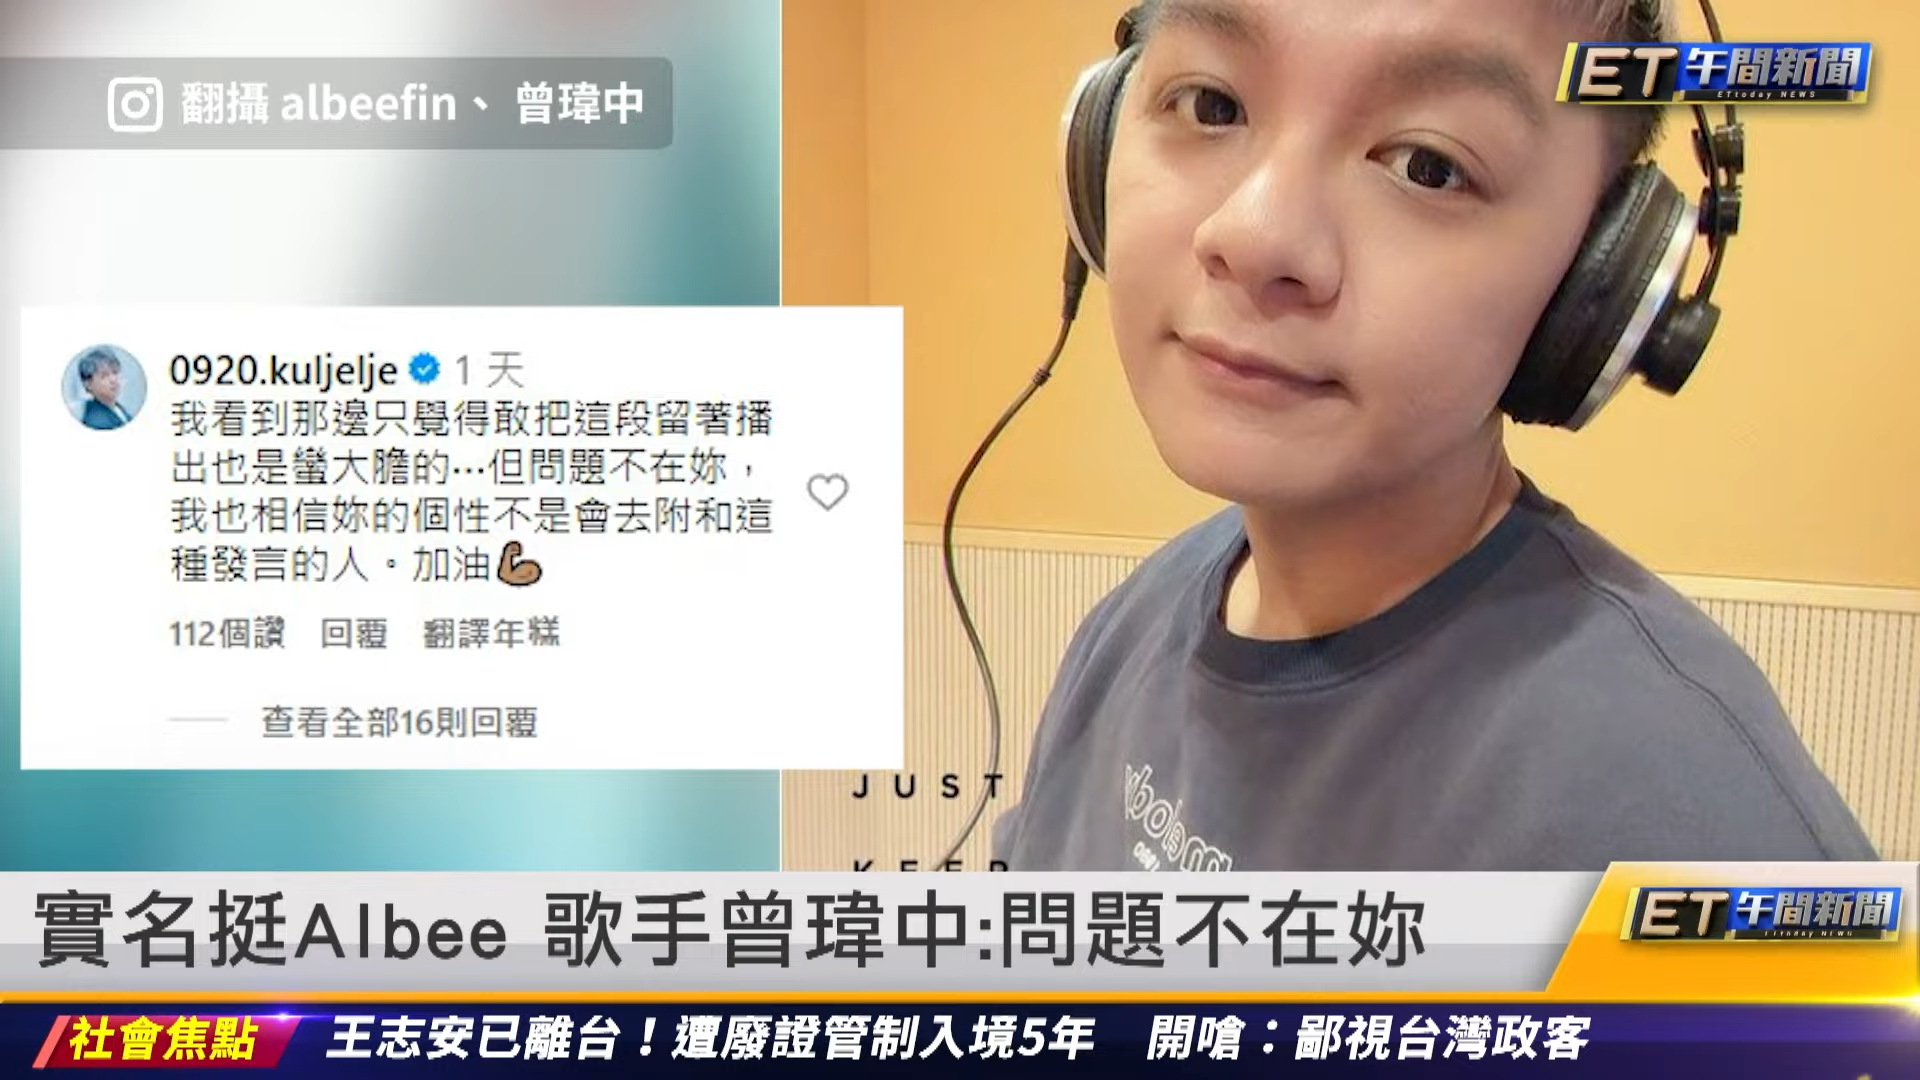 翻攝 albeefin、曾瑋中
ET午間新聞
ETtoday NEWS
0920.kuljelje 1 天
我看到那邊只覺得敢把這段留著播
出也是蠻大膽的…但問題不在妳，
我也相信妳的個性不是會去附和這
種發言的人。加油💪🏾
112個讚 回覆 翻譯年糕
查看全部16則回覆
JUST
KEEP
實名挺Albee 歌手曾瑋中:問題不在妳
ET午間新聞
ETtoday NEWS
社會焦點 王志安已離台！遭廢證管制入境5年 開嗆：鄙視台灣政客